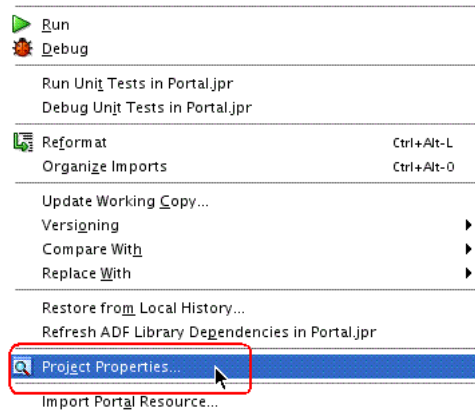 Run
Debug
Run Unit Tests in Portal.jpr
Debug Unit Tests in Portal.jpr
Reformat Ctrl+Alt-L
Organize Imports Ctrl+Alt-O
Update Working Copy...
Versioning
Compare With
Replace With
Restore from Local History...
Refresh ADF Library Dependencies in Portal.jpr
Project Properties...
Import Portal Resource...